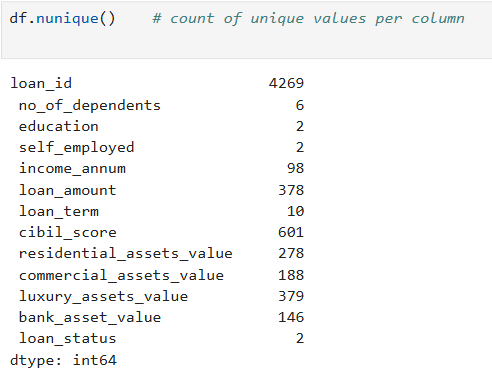 df.nunique()    # count of unique values per column
loan_id                     4269
 no_of_dependents              6
 education                     2
 self_employed                 2
 income_annum                 98
 loan_amount                 378
 loan_term                    10
 cibil_score                 601
 residential_assets_value    278
 commercial_assets_value     188
 luxury_assets_value         379
 bank_asset_value            146
 loan_status                   2
dtype: int64